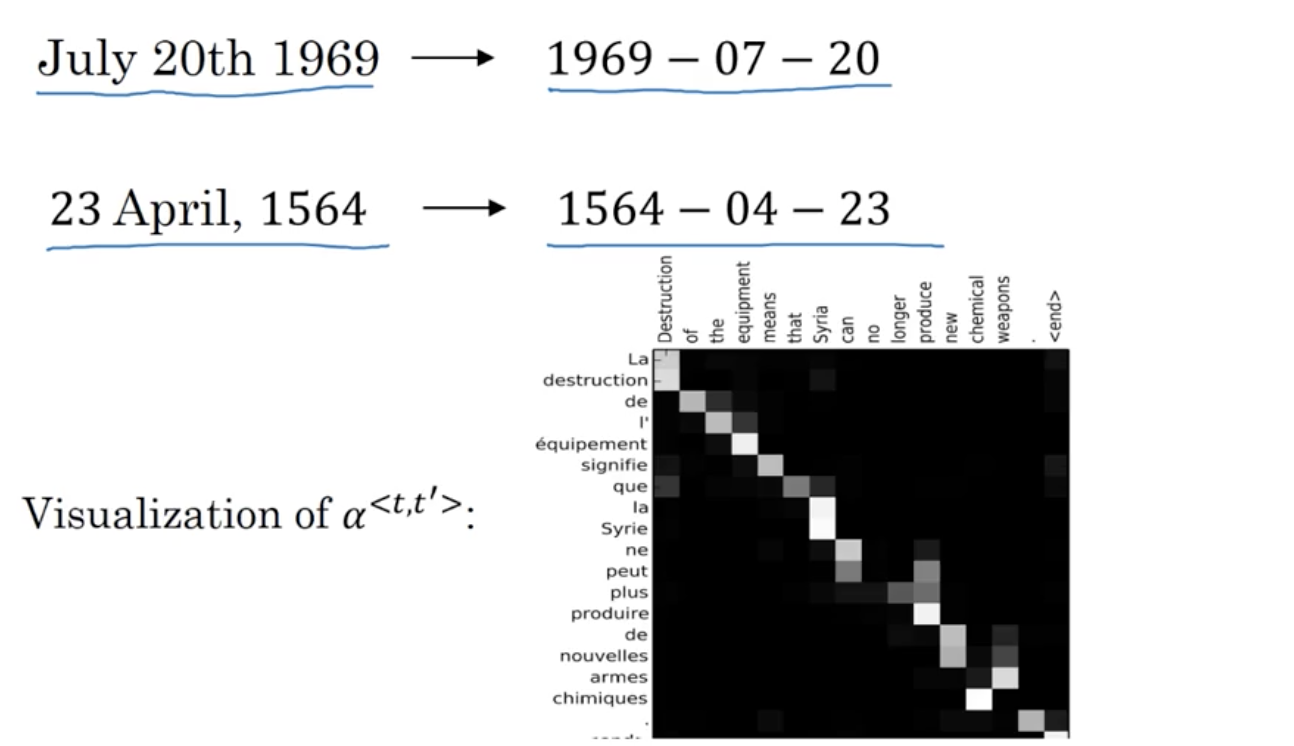 July 20th 1969 → 1969 − 07 − 20
23 April, 1564 → 1564 − 04 − 23
Destruction of the equipment means that Syria can no longer produce new chemical weapons . <end>
La
destruction
de
l'
équipement
signifie
que
la
Syrie
ne
peut
plus
produire
de
nouvelles
armes
chimiques
.
Visualization of α<t,t′>: